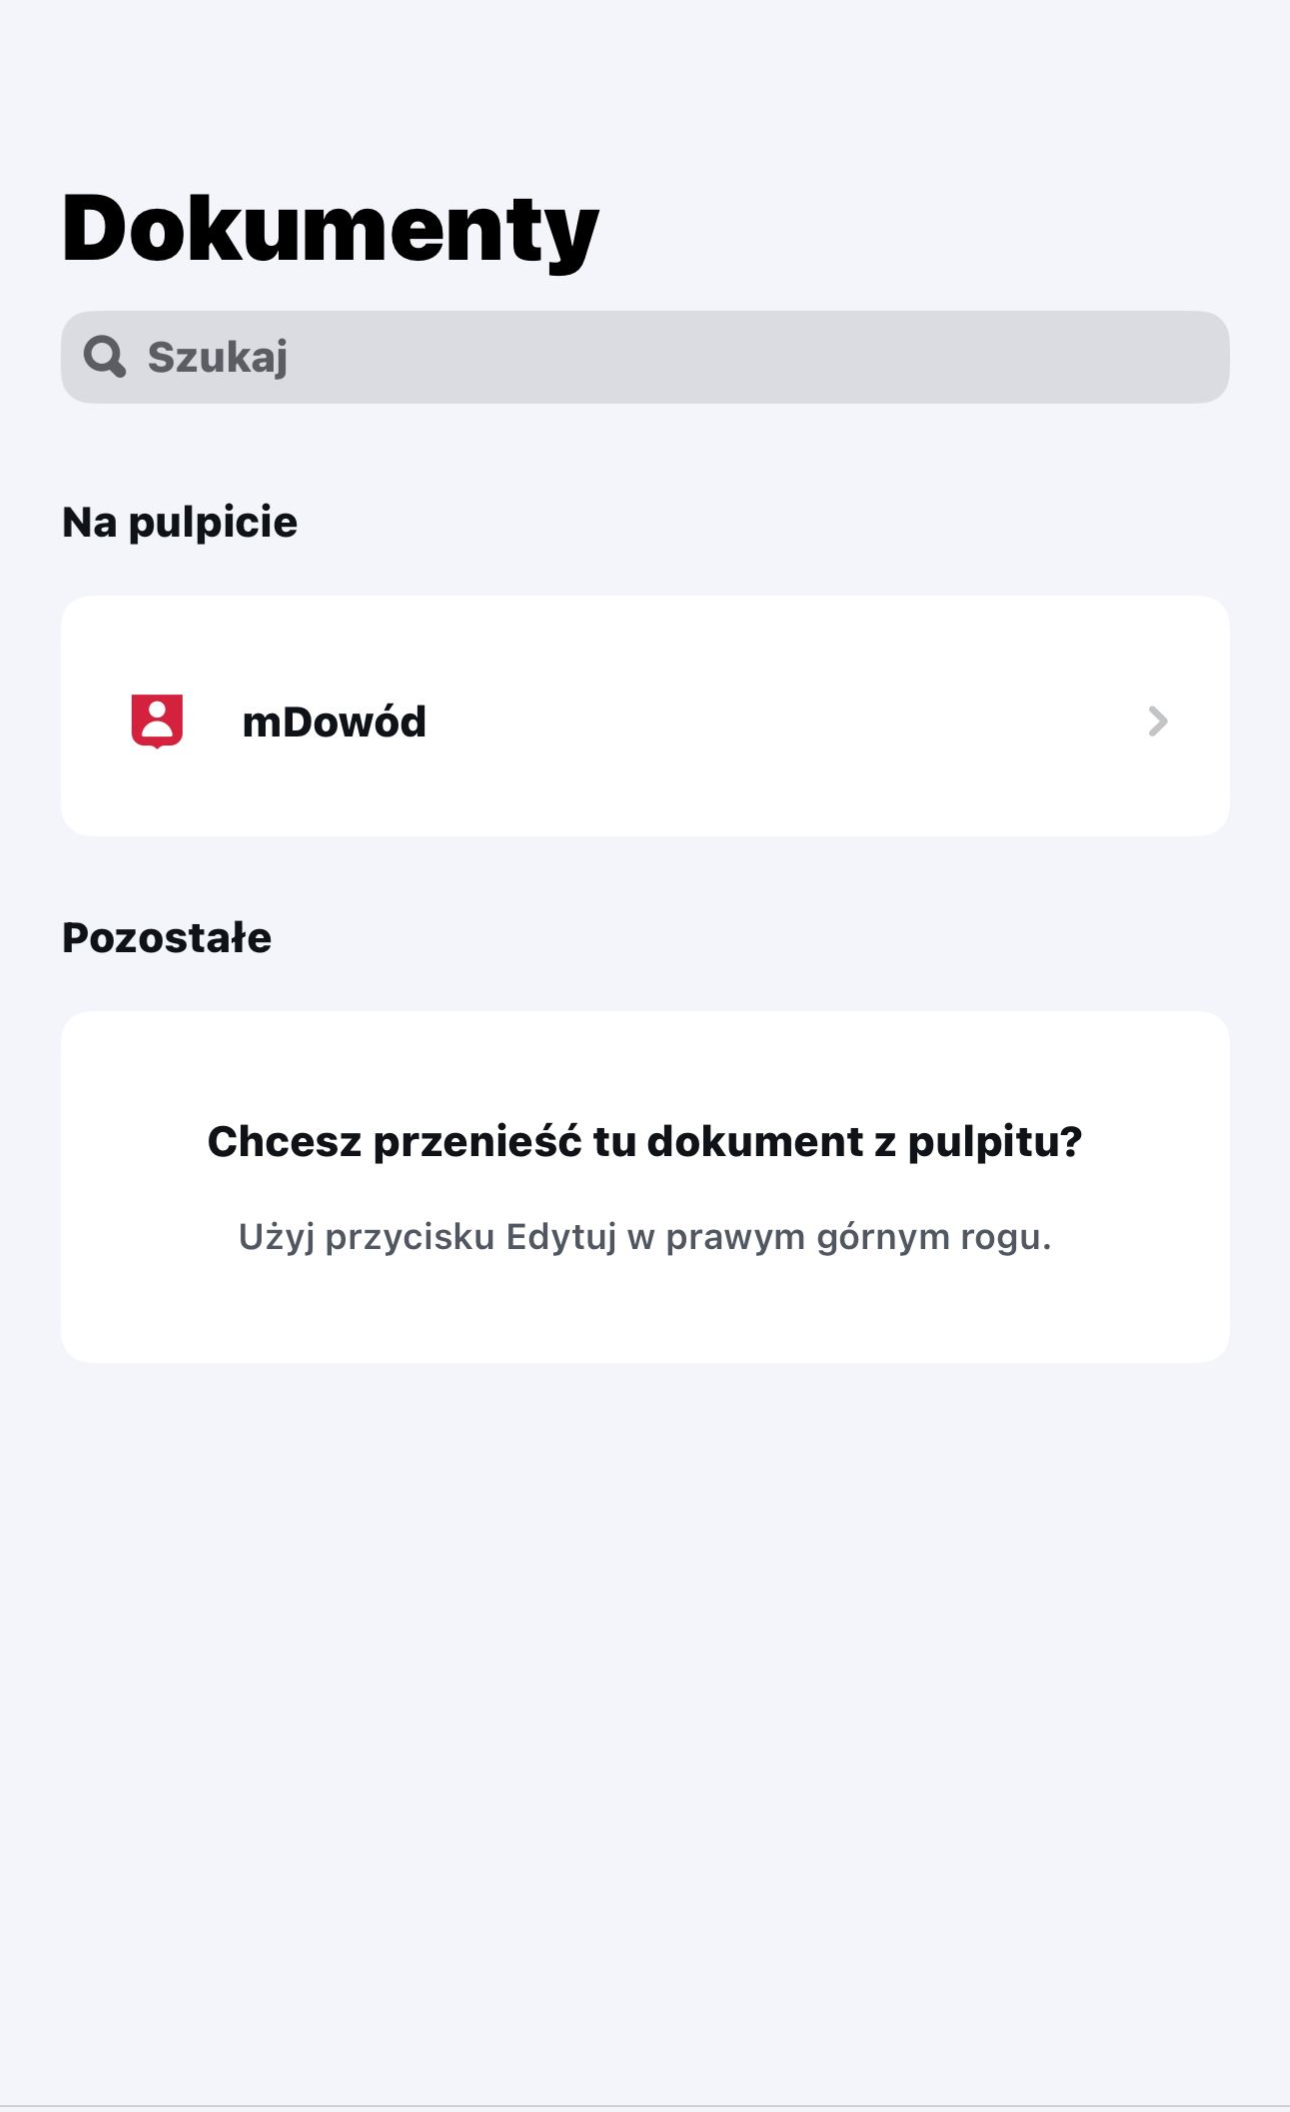 Dokumenty
Szukaj
Na pulpicie
mDowód
Pozostałe
Chcesz przenieść tu dokument z pulpitu?
Użyj przycisku Edytuj w prawym górnym rogu.